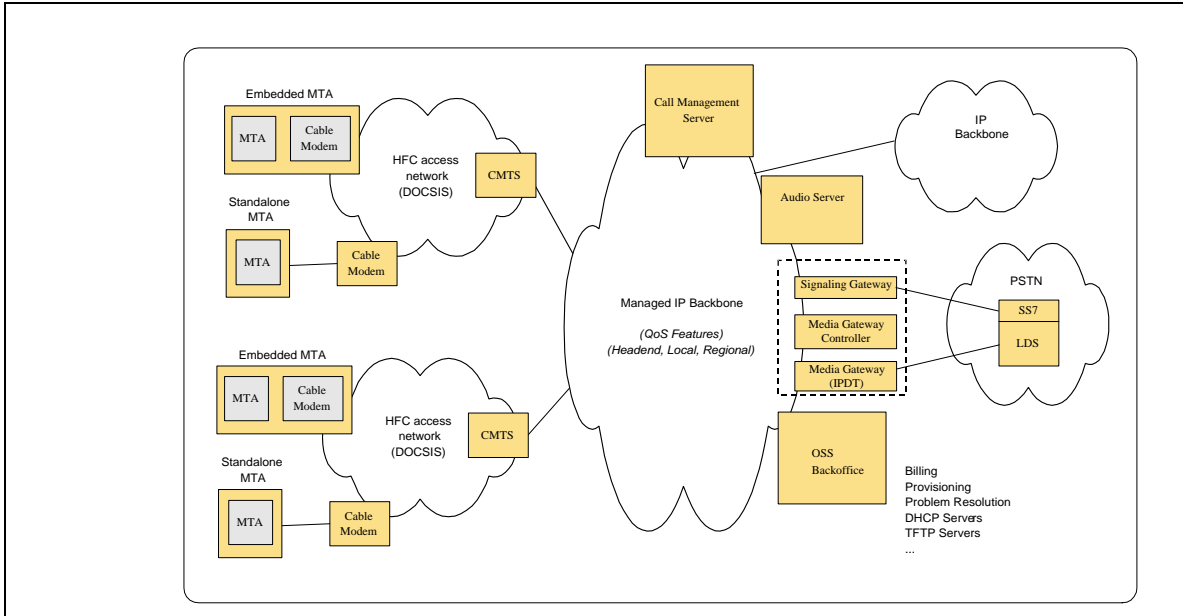 Embedded MTA
MTA
Cable
Modem
HFC access
network
(DOCSIS)
CMTS
Standalone
MTA
MTA
Cable
Modem
Embedded MTA
MTA
Cable
Modem
HFC access
network
(DOCSIS)
CMTS
Standalone
MTA
MTA
Cable
Modem
Call Management
Server
IP
Backbone
Audio Server
Managed IP Backbone
(QoS Features)
(Headend, Local, Regional)
Signaling Gateway
Media Gateway
Controller
Media Gateway
(IPDT)
PSTN
SS7
LDS
OSS
Backoffice
Billing
Provisioning
Problem Resolution
DHCP Servers
TFTP Servers
...